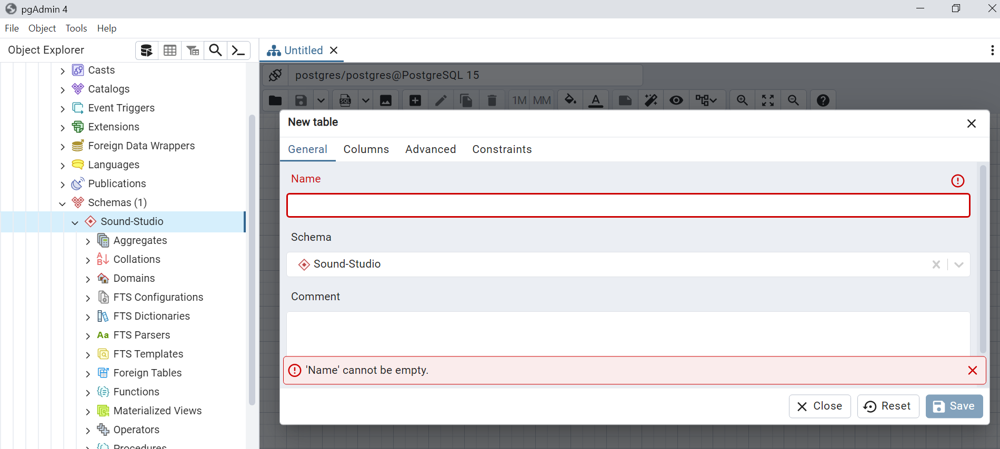 pgAdmin 4
File Object Tools Help
Object Explorer
Untitled
Casts
Catalogs
Event Triggers
Extensions
Foreign Data Wrappers
Languages
Publications
Schemas (1)
Sound-Studio
Aggregates
Collations
Domains
FTS Configurations
FTS Dictionaries
Aa FTS Parsers
FTS Templates
Foreign Tables
Functions
Materialized Views
Operators
Procedures
postgres/postgres@PostgreSQL 15
SQL 1M MM A
New table
General Columns Advanced Constraints
Name
Schema
Sound-Studio
Comment
'Name' cannot be empty.
Close Reset Save